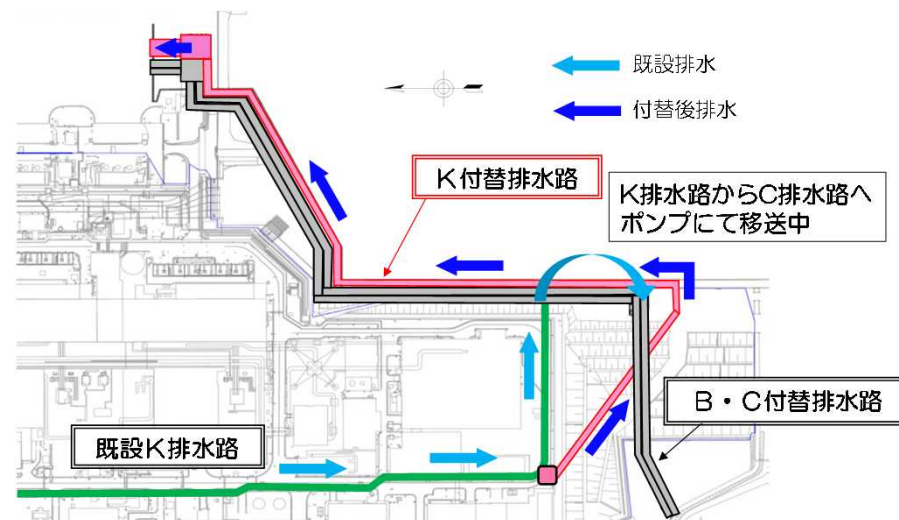 既設排水
付替後排水
K付替排水路
K排水路からC排水路へ
ポンプにて移送中
B・C付替排水路
既設K排水路